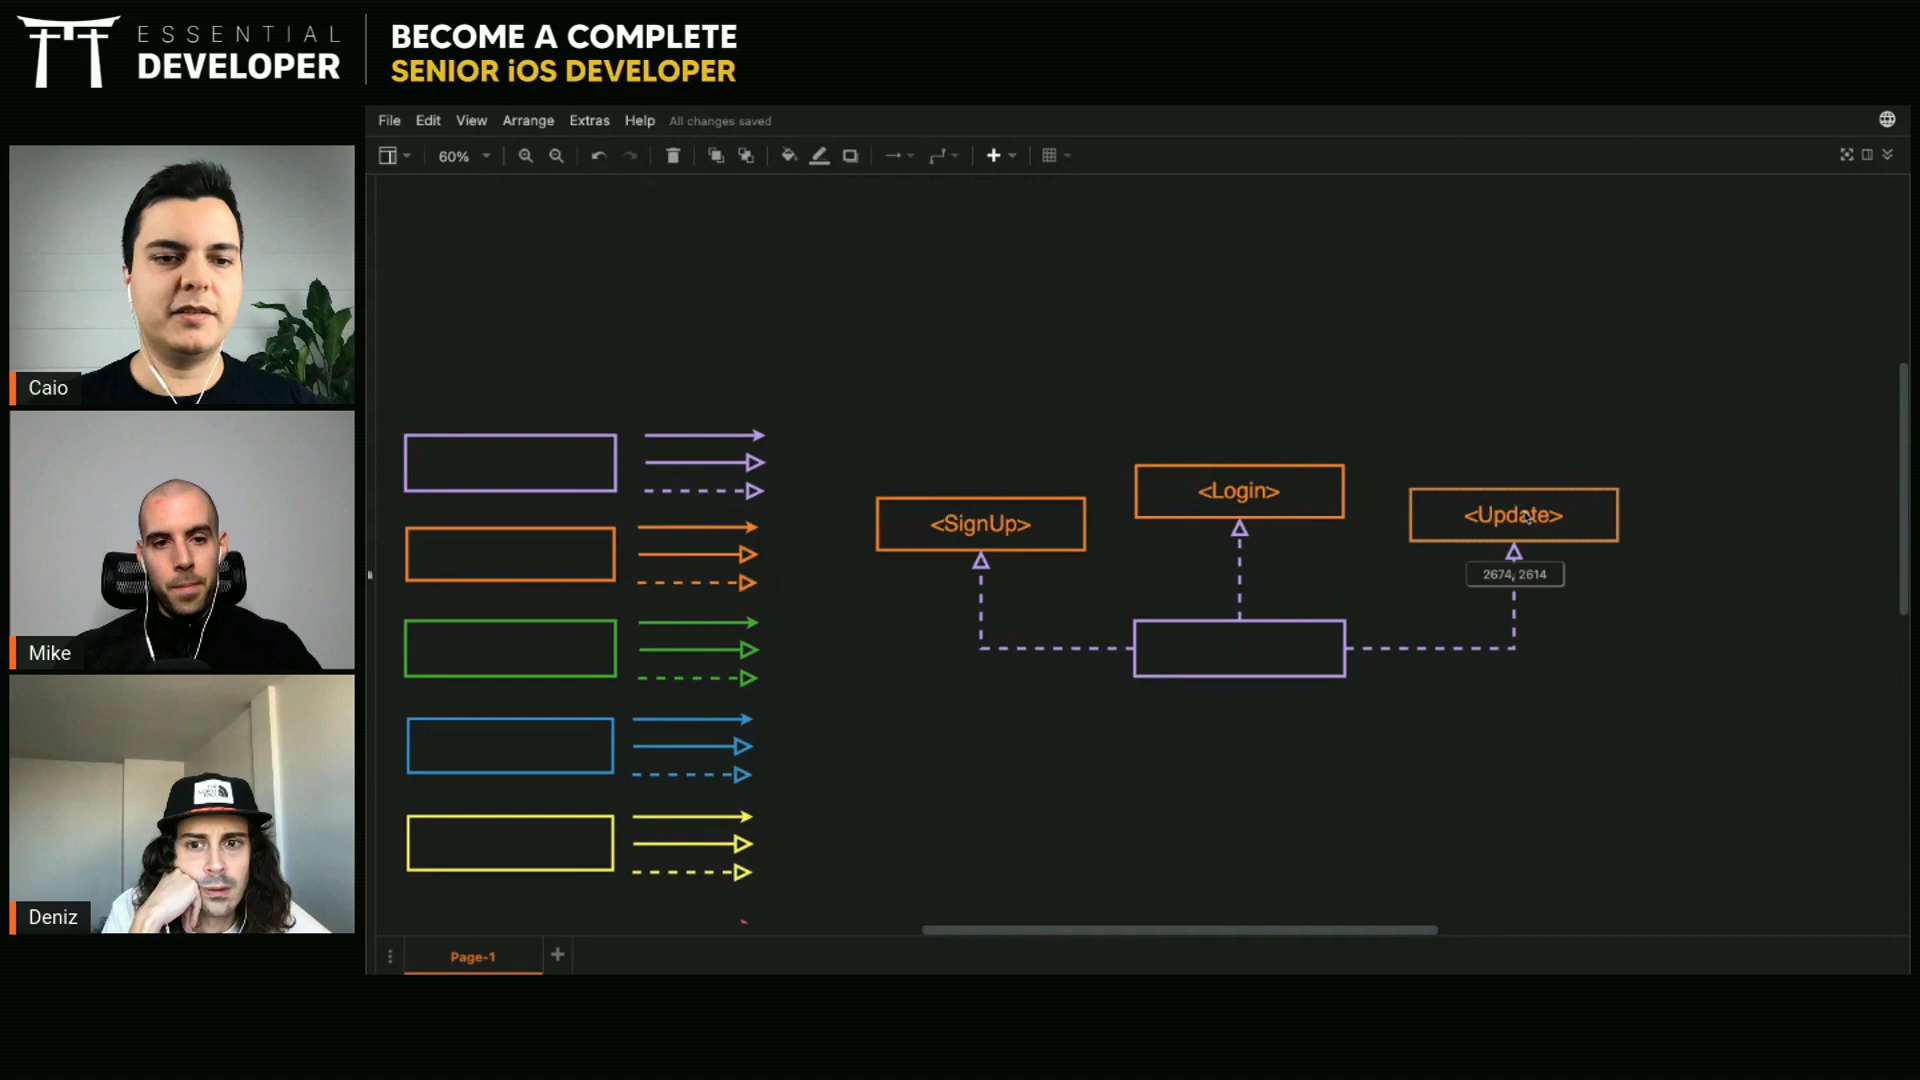 ESSENTIAL
DEVELOPER
BECOME A COMPLETE
SENIOR iOS DEVELOPER
File Edit View Arrange Extras Help All changes saved
60%
Caio
Mike
Deniz
<SignUp>
<Login>
<Update>
2674, 2614
Page-1